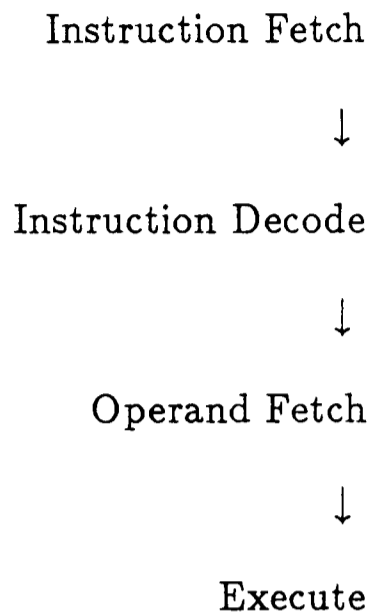 Instruction Fetch
↓
Instruction Decode
↓
Operand Fetch
↓
Execute